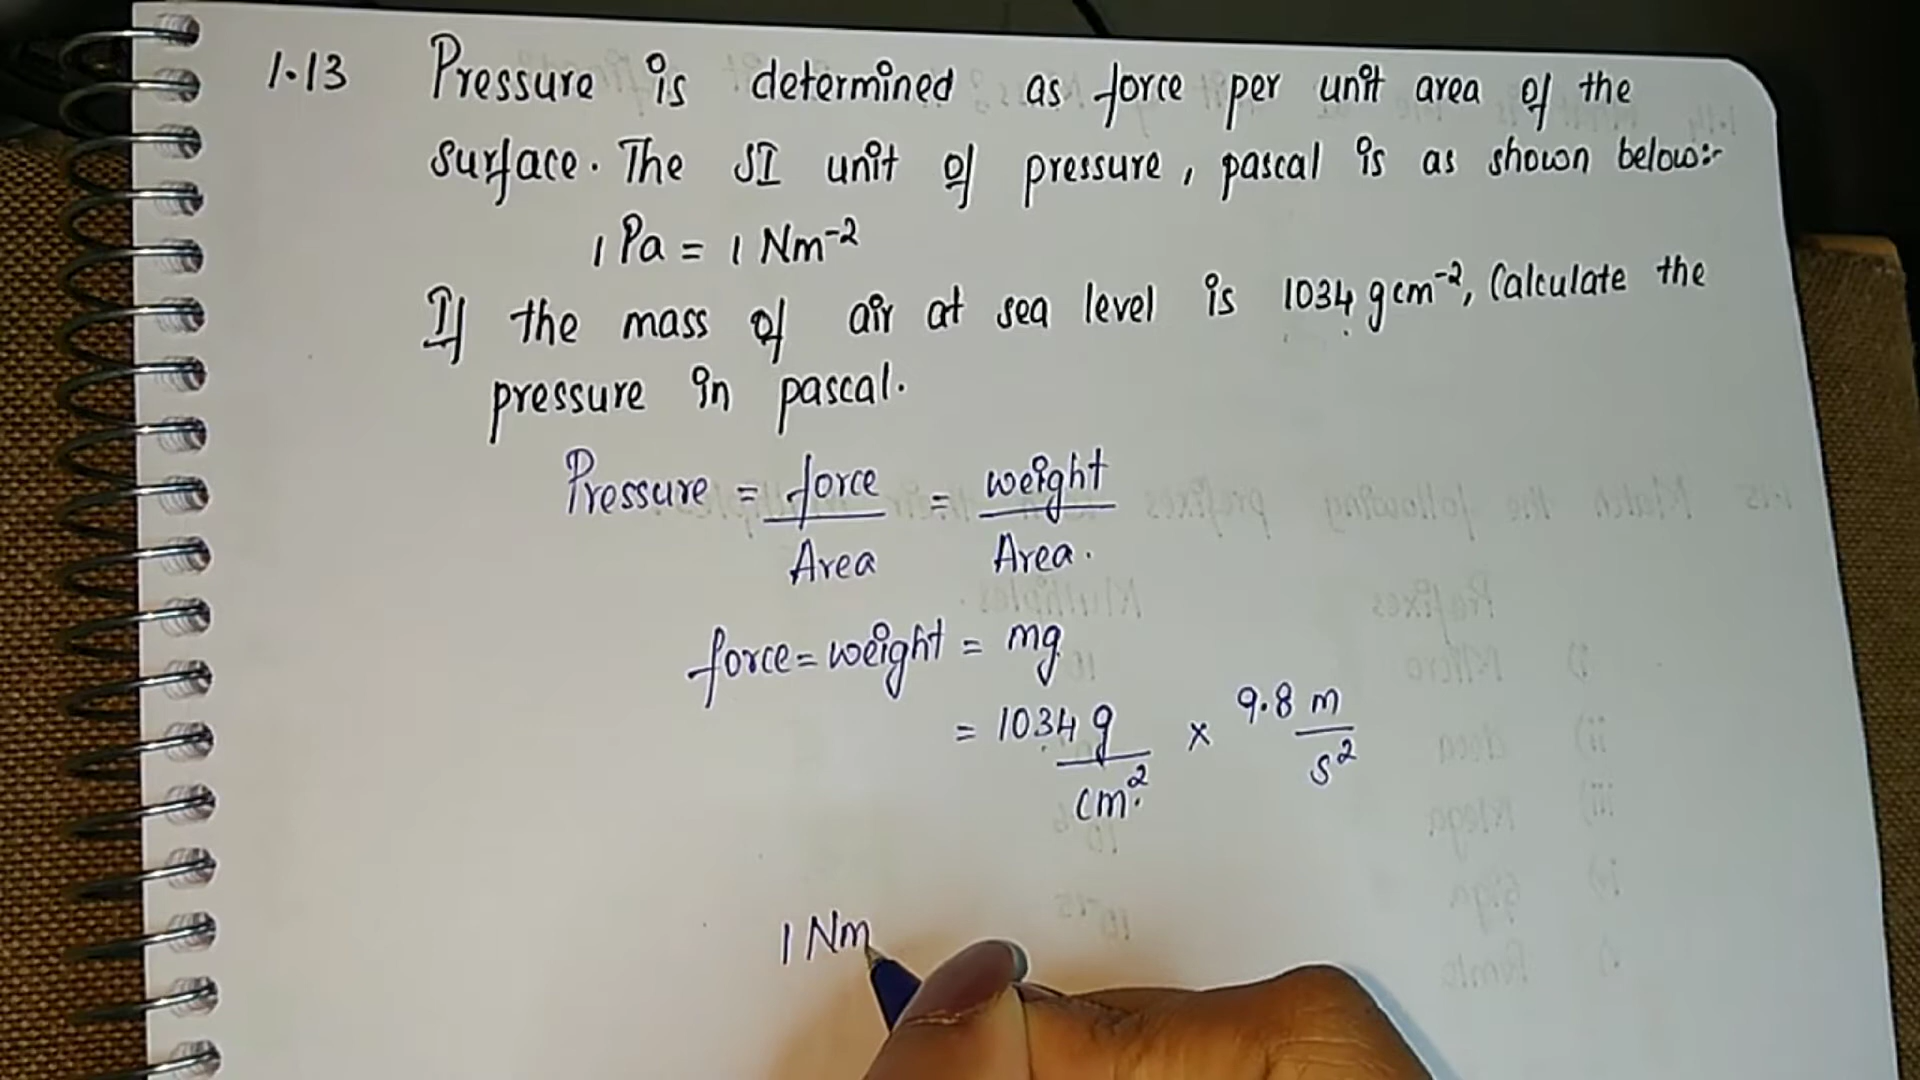 1.13 Pressure is determined as force per unit area of the
surface. The SI unit of pressure, pascal is as shown below:-
1 Pa = 1 Nm⁻²
If the mass of air at sea level is 1034 g cm⁻², Calculate the
pressure in pascal.
Pressure = force / Area = weight / Area.
force = weight = mg
= 1034 g / cm² × 9.8 m / s²
1 Nm